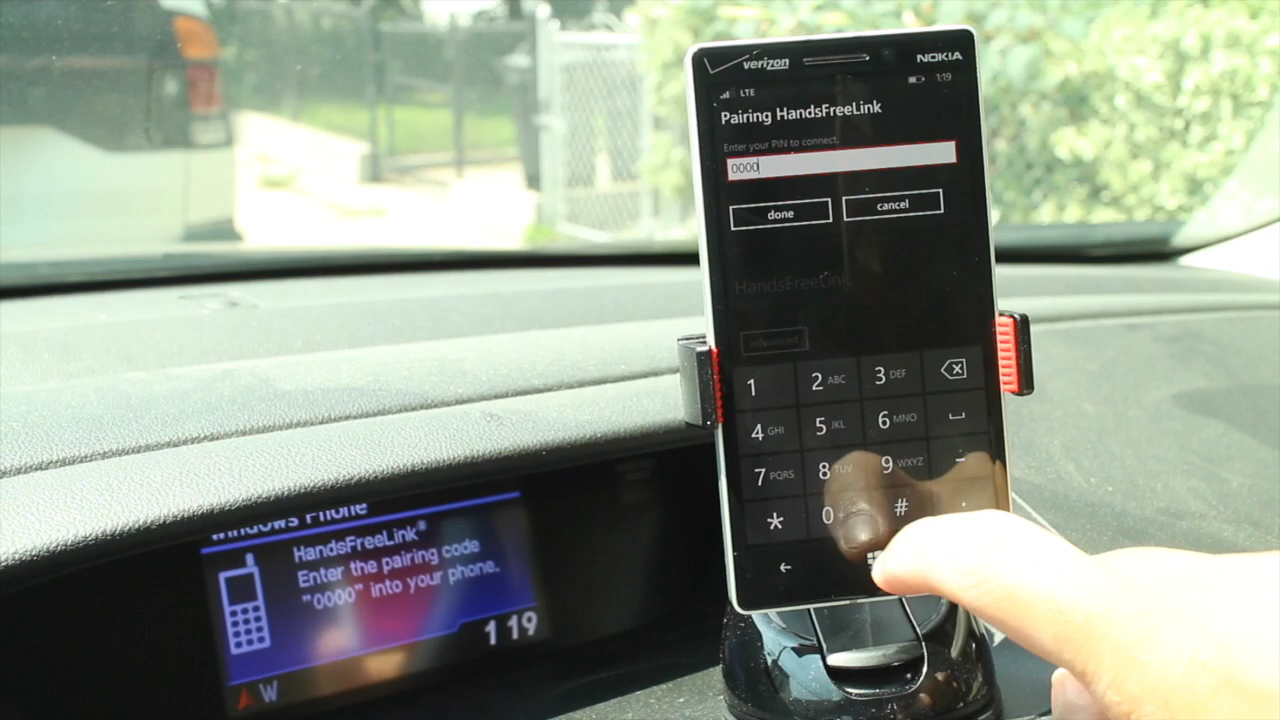 verizon
NOKIA
LTE
1:19
Pairing HandsFreeLink
Enter your PIN to connect.
0000
done
cancel
HandsFreeLink
advanced
1
2 ABC
3 DEF
4 GHI
5 JKL
6 MNO
7 PQRS
8 TUV
9 WXYZ
*
0 +
#
Windows Phone
HandsFreeLink®
Enter the pairing code
"0000" into your phone.
1 19
W